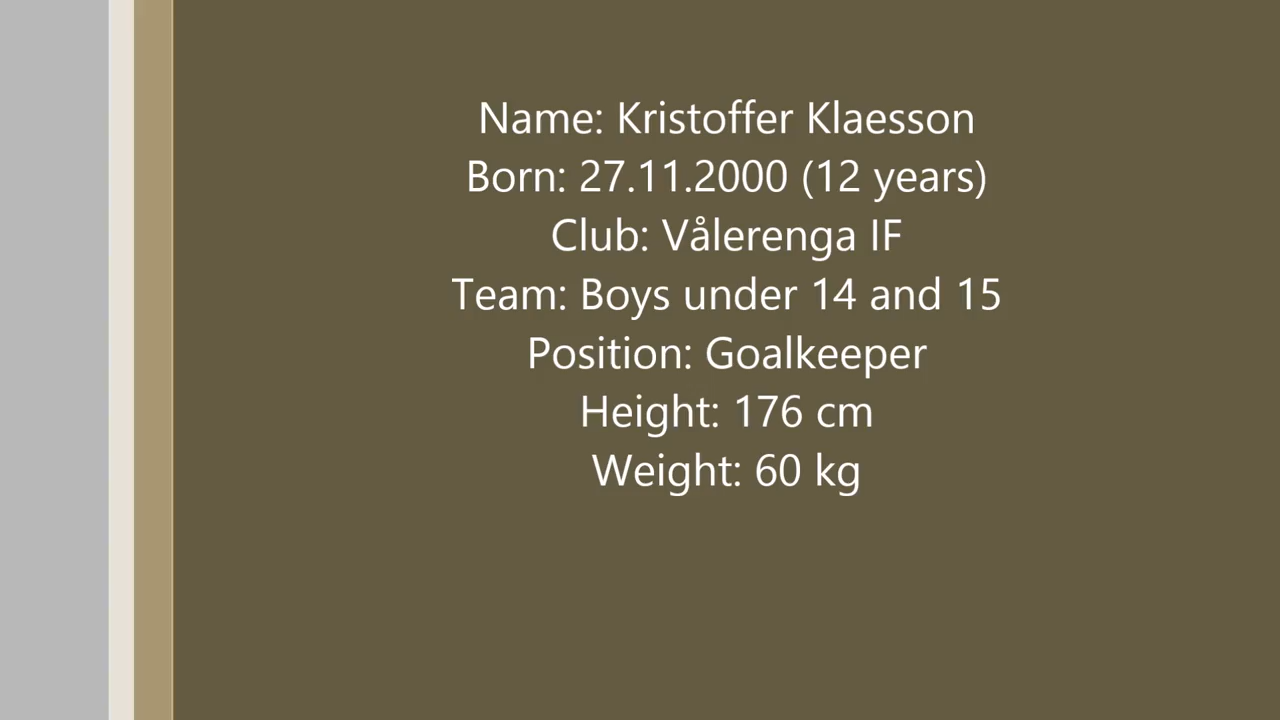 Name: Kristoffer Klaesson
Born: 27.11.2000 (12 years)
Club: Vålerenga IF
Team: Boys under 14 and 15
Position: Goalkeeper
Height: 176 cm
Weight: 60 kg